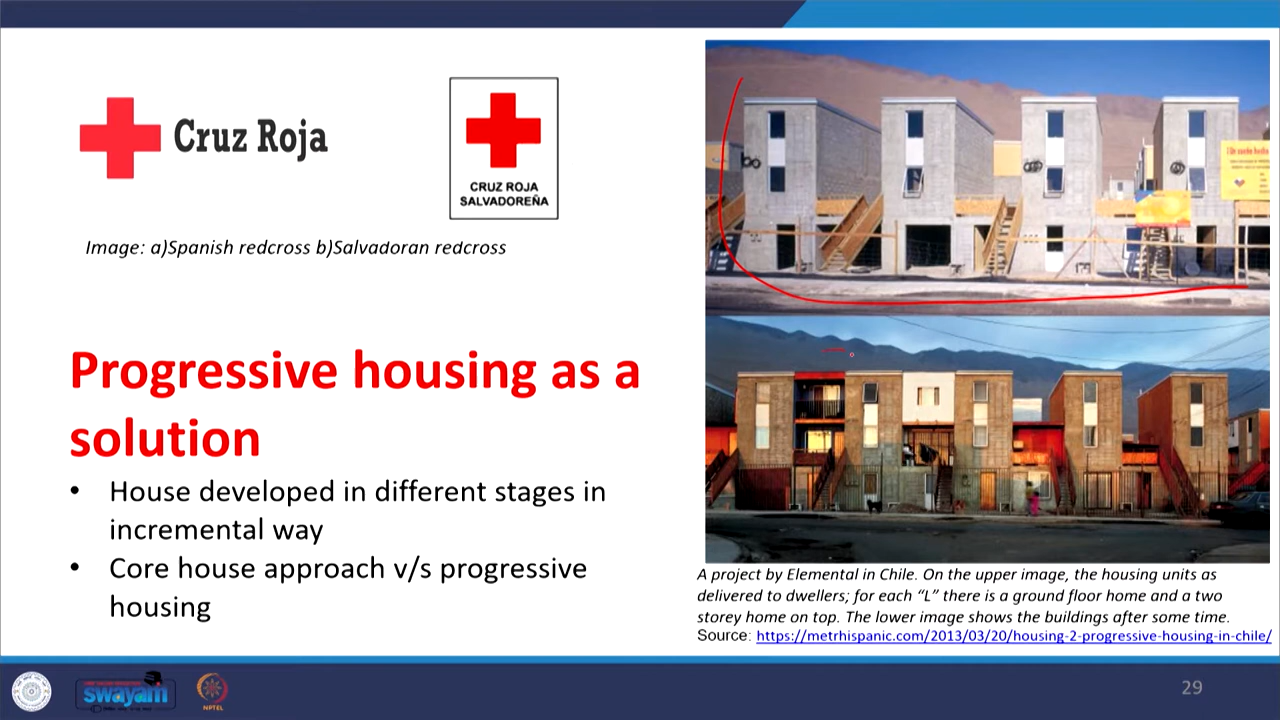 Cruz Roja
CRUZ ROJA
SALVADOREÑA
Image: a)Spanish redcross b)Salvadoran redcross
Progressive housing as a
solution
• House developed in different stages in
incremental way
• Core house approach v/s progressive
housing
A project by Elemental in Chile. On the upper image, the housing units as
delivered to dwellers; for each “L” there is a ground floor home and a two
storey home on top. The lower image shows the buildings after some time.
Source: https://metrhispanic.com/2013/03/20/housing-2-progressive-housing-in-chile/
swayam
NPTEL
29